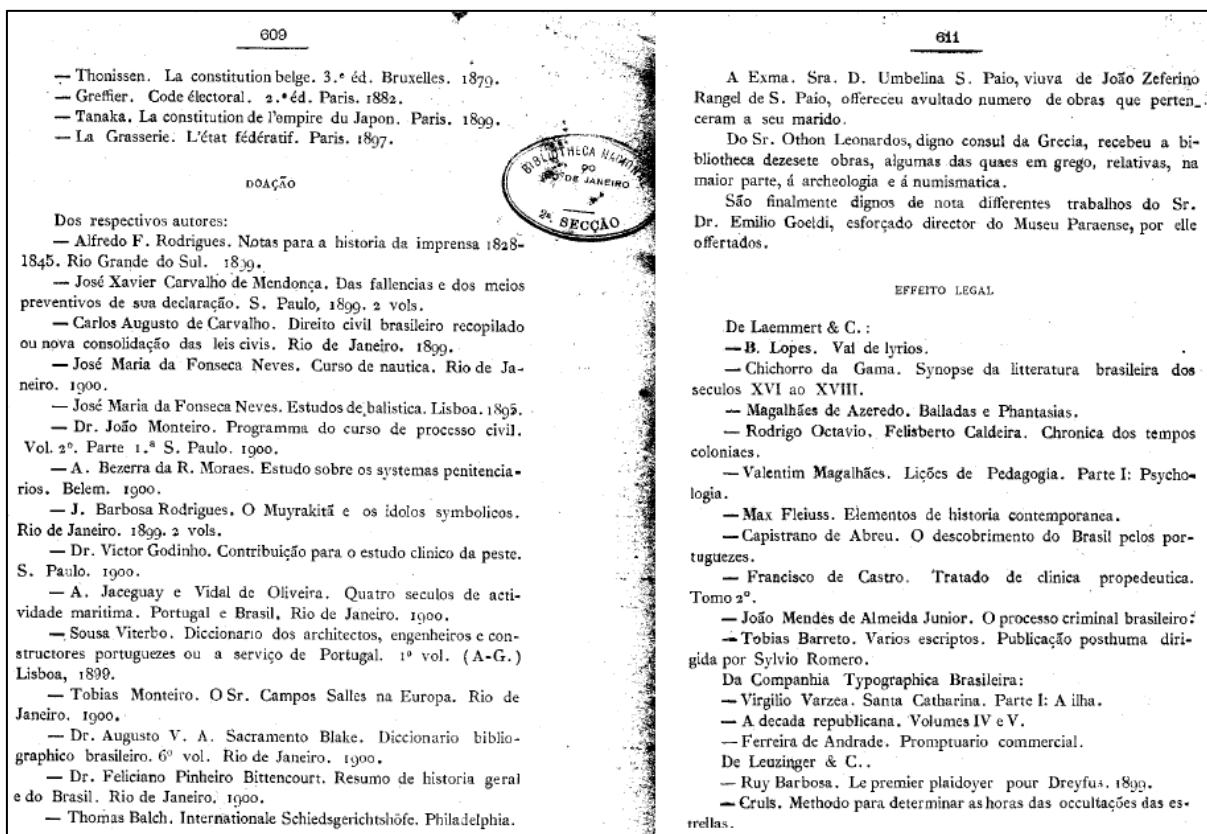 609
— Thonissen. La constitution belge. 3.ᵉ éd. Bruxelles. 1879.
— Greffier. Code électoral. 2.ᵉ éd. Paris. 1882.
— Tanaka. La constitution de l'empire du Japon. Paris. 1899.
— La Grasserie. L'état fédératif. Paris. 1897.
BIBLIOTHECA NACIONAL
DO
RIO DE JANEIRO
2ª. SECÇÃO
DOAÇÃO
Dos respectivos autores:
— Alfredo F. Rodrigues. Notas para a historia da imprensa 1828-
1845. Rio Grande do Sul. 1899.
— José Xavier Carvalho de Mendonça. Das fallencias e dos meios
preventivos de sua declaração. S. Paulo, 1899. 2 vols.
— Carlos Augusto de Carvalho. Direito civil brasileiro recopilado
ou nova consolidação das leis civis. Rio de Janeiro. 1899.
— José Maria da Fonseca Neves. Curso de nautica. Rio de Ja-
neiro. 1900.
— José Maria da Fonseca Neves. Estudos de balistica. Lisboa. 1895.
— Dr. João Monteiro. Programma do curso de processo civil.
Vol. 2º. Parte 1.ª S. Paulo. 1900.
— A. Bezerra da R. Moraes. Estudo sobre os systemas penitencia-
rios. Belem. 1900.
— J. Barbosa Rodrigues. O Muyrakitã e os idolos symbolicos.
Rio de Janeiro. 1899. 2 vols.
— Dr. Victor Godinho. Contribuição para o estudo clinico da peste.
S. Paulo. 1900.
— A. Jaceguay e Vidal de Oliveira. Quatro seculos de acti-
vidade maritima. Portugal e Brasil. Rio de Janeiro. 1900.
— Sousa Viterbo. Diccionario dos architectos, engenheiros e con-
structores portuguezes ou a serviço de Portugal. 1º vol. (A-G.)
Lisboa, 1899.
— Tobias Monteiro. O Sr. Campos Salles na Europa. Rio de
Janeiro. 1900.
— Dr. Augusto V. A. Sacramento Blake. Diccionario biblio-
graphico brasileiro. 6º vol. Rio de Janeiro. 1900.
— Dr. Feliciano Pinheiro Bittencourt. Resumo de historia geral
e do Brasil. Rio de Janeiro. 1900.
— Thomas Balch. Internationale Schiedsgerichtshöfe. Philadelphia.
611
A Exma. Sra. D. Umbelina S. Paio, viuva de João Zeferino
Rangel de S. Paio, offereceu avultado numero de obras que perten-
ceram a seu marido.
Do Sr. Othon Leonardos, digno consul da Grecia, recebeu a bi-
bliotheca dezesete obras, algumas das quaes em grego, relativas, na
maior parte, á archeologia e á numismatica.
São finalmente dignos de nota differentes trabalhos do Sr.
Dr. Emilio Goeldi, esforçado director do Museu Paraense, por elle
offertados.
EFFEITO LEGAL
De Laemmert & C.:
— B. Lopes. Val de lyrios.
— Chichorro da Gama. Synopse da litteratura brasileira dos
seculos XVI ao XVIII.
— Magalhães de Azeredo. Balladas e Phantasias.
— Rodrigo Octavio. Felisberto Caldeira. Chronica dos tempos
coloniaes.
— Valentim Magalhães. Lições de Pedagogia. Parte I: Psycho-
logia.
— Max Fleiuss. Elementos de historia contemporanea.
— Capistrano de Abreu. O descobrimento do Brasil pelos por-
tuguezes.
— Francisco de Castro. Tratado de clinica propedeutica.
Tomo 2º.
— João Mendes de Almeida Junior. O processo criminal brasileiro.
— Tobias Barreto. Varios escriptos. Publicação posthuma diri-
gida por Sylvio Romero.
Da Companhia Typographica Brasileira:
— Virgilio Varzea. Santa Catharina. Parte I: A ilha.
— A decada republicana. Volumes IV e V.
— Ferreira de Andrade. Promptuario commercial.
De Leuzinger & C..
— Ruy Barbosa. Le premier plaidoyer pour Dreyfus. 1899.
— Cruls. Methodo para determinar as horas das occultações das es-
trellas.